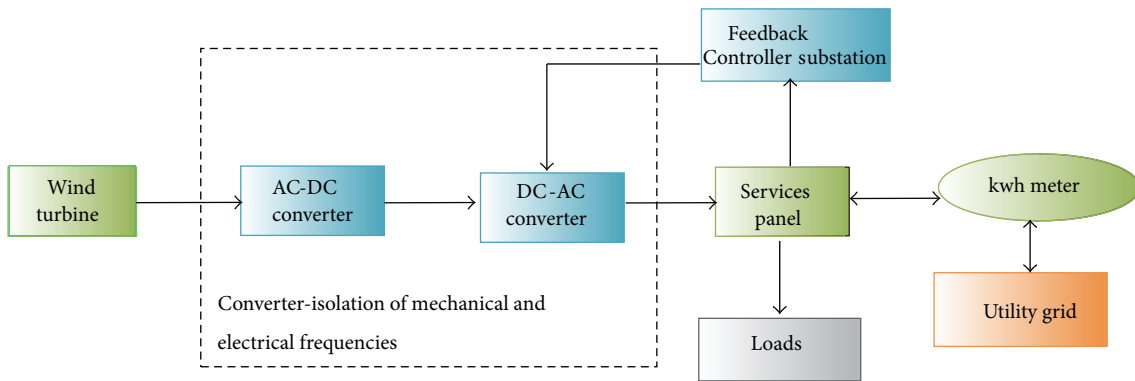 Feedback
Controller substation
Wind
turbine
AC-DC
converter
DC-AC
converter
Services
panel
kwh meter
Converter-isolation of mechanical and
electrical frequencies
Loads
Utility grid